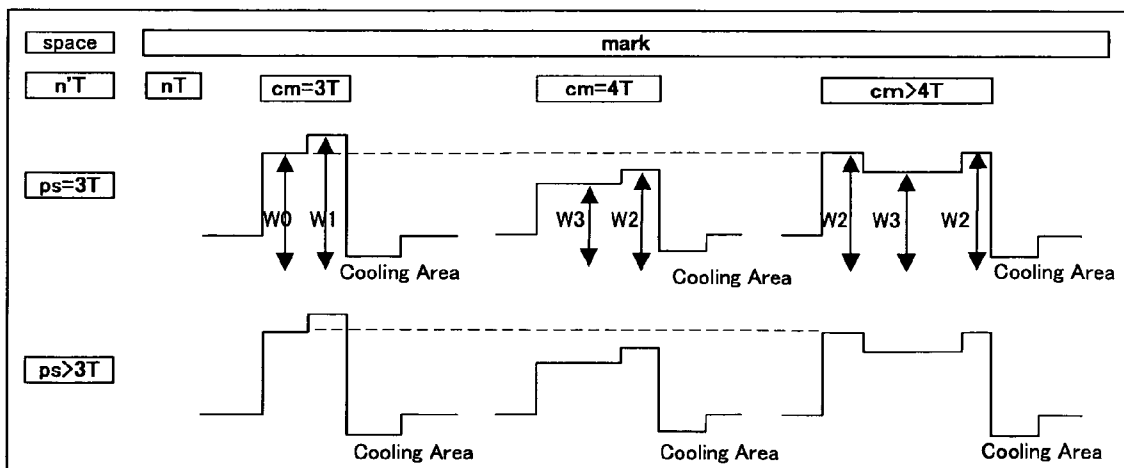 space mark
n'T nT cm=3T cm=4T cm>4T
ps=3T W0 W1 W3 W2 W2 W3 W2
Cooling Area Cooling Area Cooling Area
ps>3T
Cooling Area Cooling Area Cooling Area